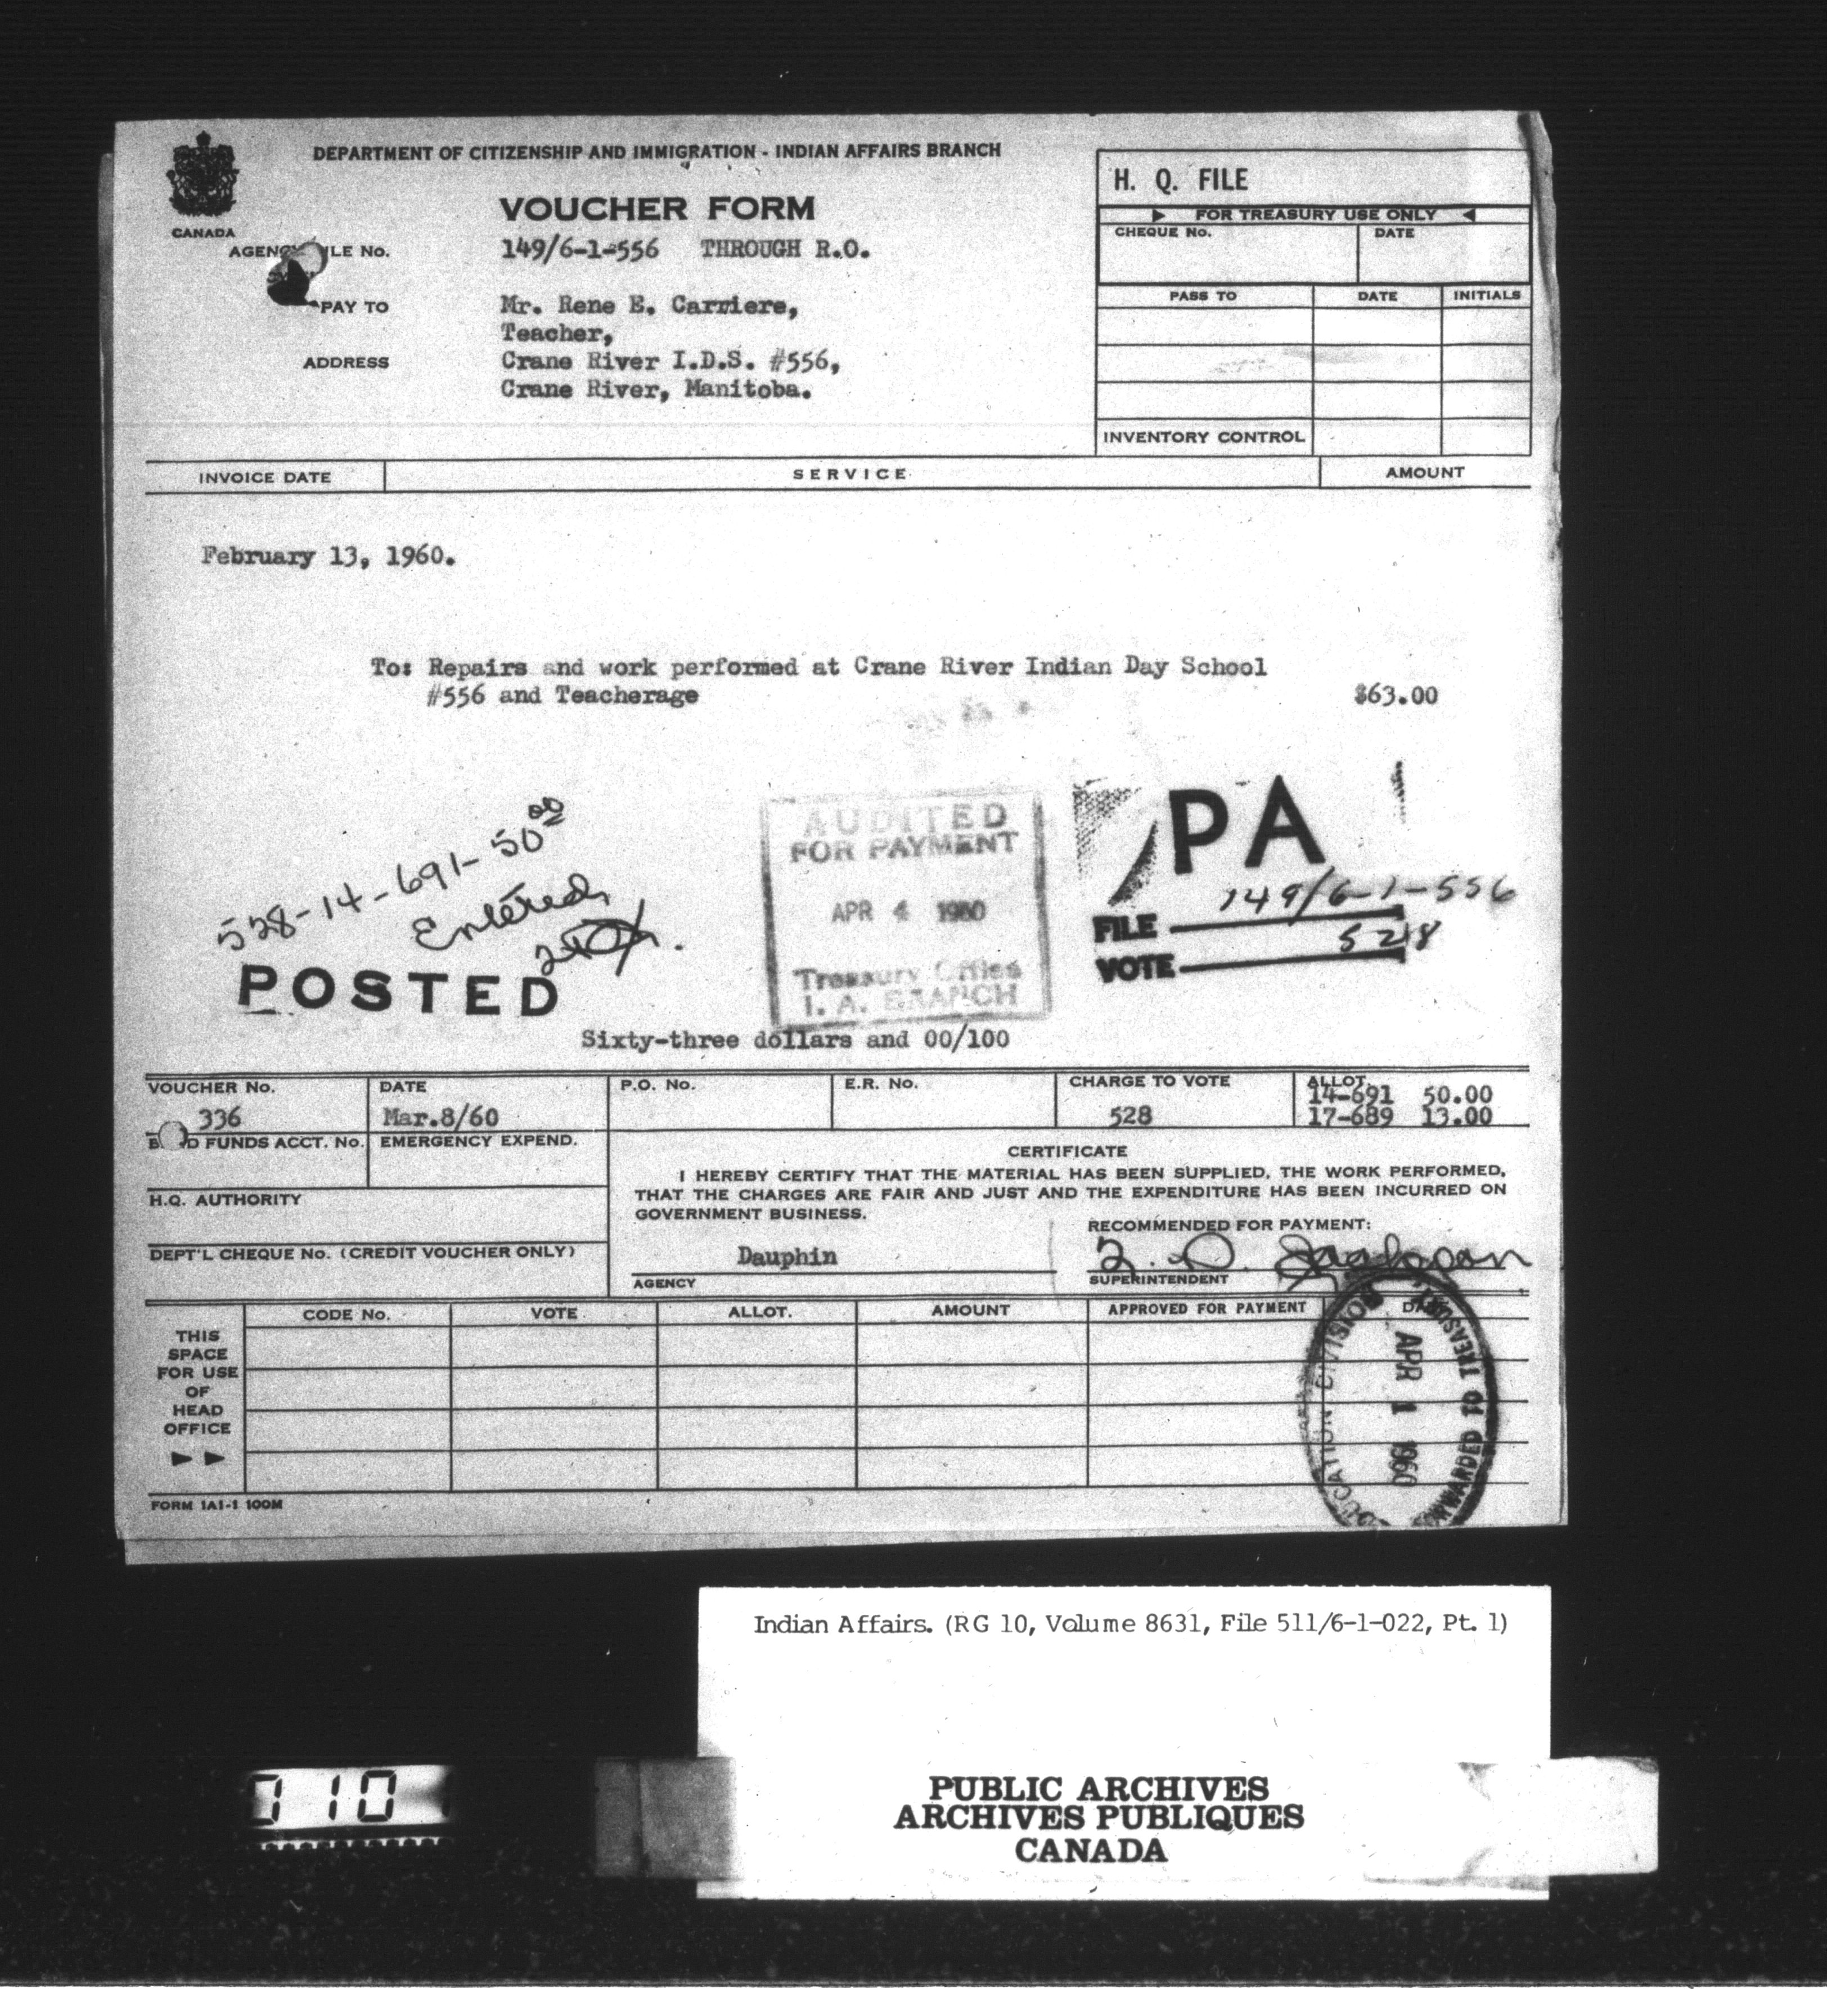 CANADA
DEPARTMENT OF CITIZENSHIP AND IMMIGRATION - INDIAN AFFAIRS BRANCH
VOUCHER FORM
H. Q. FILE
FOR TREASURY USE ONLY
CHEQUE No. DATE
PASS TO DATE INITIALS
INVENTORY CONTROL
LE No. 149/6-1-556 THROUGH R.O.
PAY TO Mr. Rene E. Carriere,
Teacher,
ADDRESS Crane River I.D.S. #556,
Crane River, Manitoba.
INVOICE DATE SERVICE AMOUNT
February 13, 1960.
To: Repairs and work performed at Crane River Indian Day School
#556 and Teacherage $63.00
528-14-691-50 00
Entered
POSTED
AUDITED
FOR PAYMENT
APR 4 1960
Treasury Office
I. A. BRANCH
PA
FILE 149/6-1-556
VOTE 528
Sixty-three dollars and 00/100
VOUCHER No. DATE P.O. No. E.R. No. CHARGE TO VOTE ALLOT.
336 Mar.8/60 528 14-691 50.00
17-689 13.00
D FUNDS ACCT. No. EMERGENCY EXPEND.
H.Q. AUTHORITY
DEPT'L CHEQUE No. (CREDIT VOUCHER ONLY)
CERTIFICATE
I HEREBY CERTIFY THAT THE MATERIAL HAS BEEN SUPPLIED, THE WORK PERFORMED,
THAT THE CHARGES ARE FAIR AND JUST AND THE EXPENDITURE HAS BEEN INCURRED ON
GOVERNMENT BUSINESS.
RECOMMENDED FOR PAYMENT:
Dauphin
AGENCY SUPERINTENDENT
CODE No. VOTE ALLOT. AMOUNT APPROVED FOR PAYMENT
THIS
SPACE
FOR USE
OF
HEAD
OFFICE
EDUCATION DIVISION
APR 1 1960
FORWARDED TO TREASURY
FORM 1A1-1 100M
Indian Affairs. (RG 10, Volume 8631, File 511/6-1-022, Pt. 1)
PUBLIC ARCHIVES
ARCHIVES PUBLIQUES
CANADA